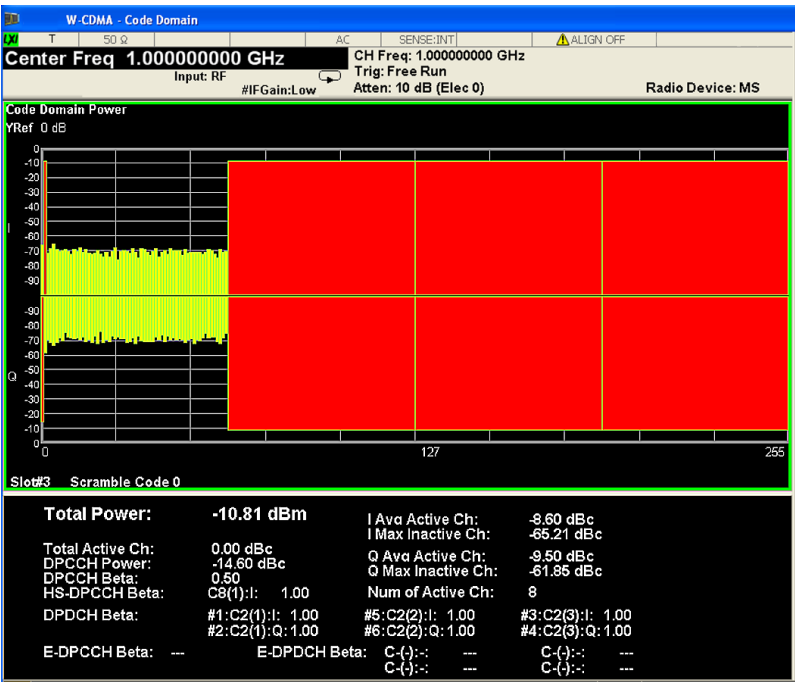 W-CDMA - Code Domain
LXI T 50 Ω AC SENSE:INT ALIGN OFF
Center Freq 1.000000000 GHz
CH Freq: 1.000000000 GHz
Input: RF
Trig: Free Run
#IFGain:Low
Atten: 10 dB (Elec 0)
Radio Device: MS
Code Domain Power
YRef 0 dB
0
-10
-20
-30
-40
-50
I -60
-70
-80
-90
-90
-80
-70
-60
Q -50
-40
-30
-20
-10
0
0 127 255
Slot#3 Scramble Code 0
Total Power: -10.81 dBm
I Avg Active Ch: -8.60 dBc
I Max Inactive Ch: -65.21 dBc
Total Active Ch: 0.00 dBc
Q Avg Active Ch: -9.50 dBc
DPCCH Power: -14.60 dBc
Q Max Inactive Ch: -61.85 dBc
DPCCH Beta: 0.50
HS-DPCCH Beta: C8(1):I: 1.00
Num of Active Ch: 8
DPDCH Beta: #1:C2(1):I: 1.00 #5:C2(2):I: 1.00 #3:C2(3):I: 1.00
#2:C2(1):Q: 1.00 #6:C2(2):Q: 1.00 #4:C2(3):Q: 1.00
E-DPCCH Beta: --- E-DPDCH Beta: C-(-):-: --- C-(-):-: ---
C-(-):-: --- C-(-):-: ---